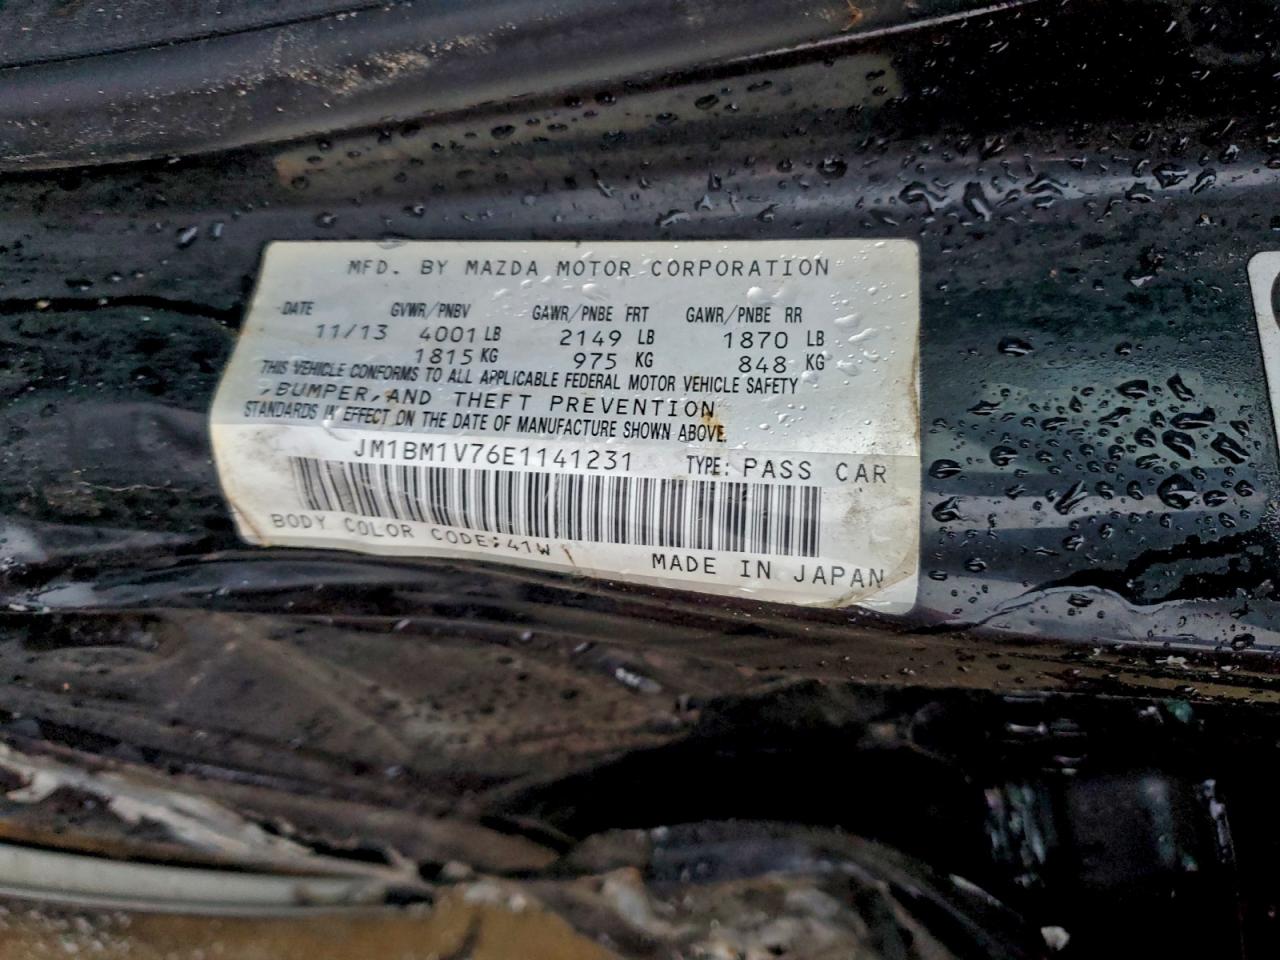 MFD. BY MAZDA MOTOR CORPORATION
DATE GVWR/PNBV GAWR/PNBE FRT GAWR/PNBE RR
11/13 4001 LB 2149 LB 1870 LB
1815 KG 975 KG 848 KG
THIS VEHICLE CONFORMS TO ALL APPLICABLE FEDERAL MOTOR VEHICLE SAFETY
,BUMPER,AND THEFT PREVENTION
STANDARDS IN EFFECT ON THE DATE OF MANUFACTURE SHOWN ABOVE.
JM1BM1V76E1141231 TYPE: PASS CAR
BODY COLOR CODE:41W
MADE IN JAPAN